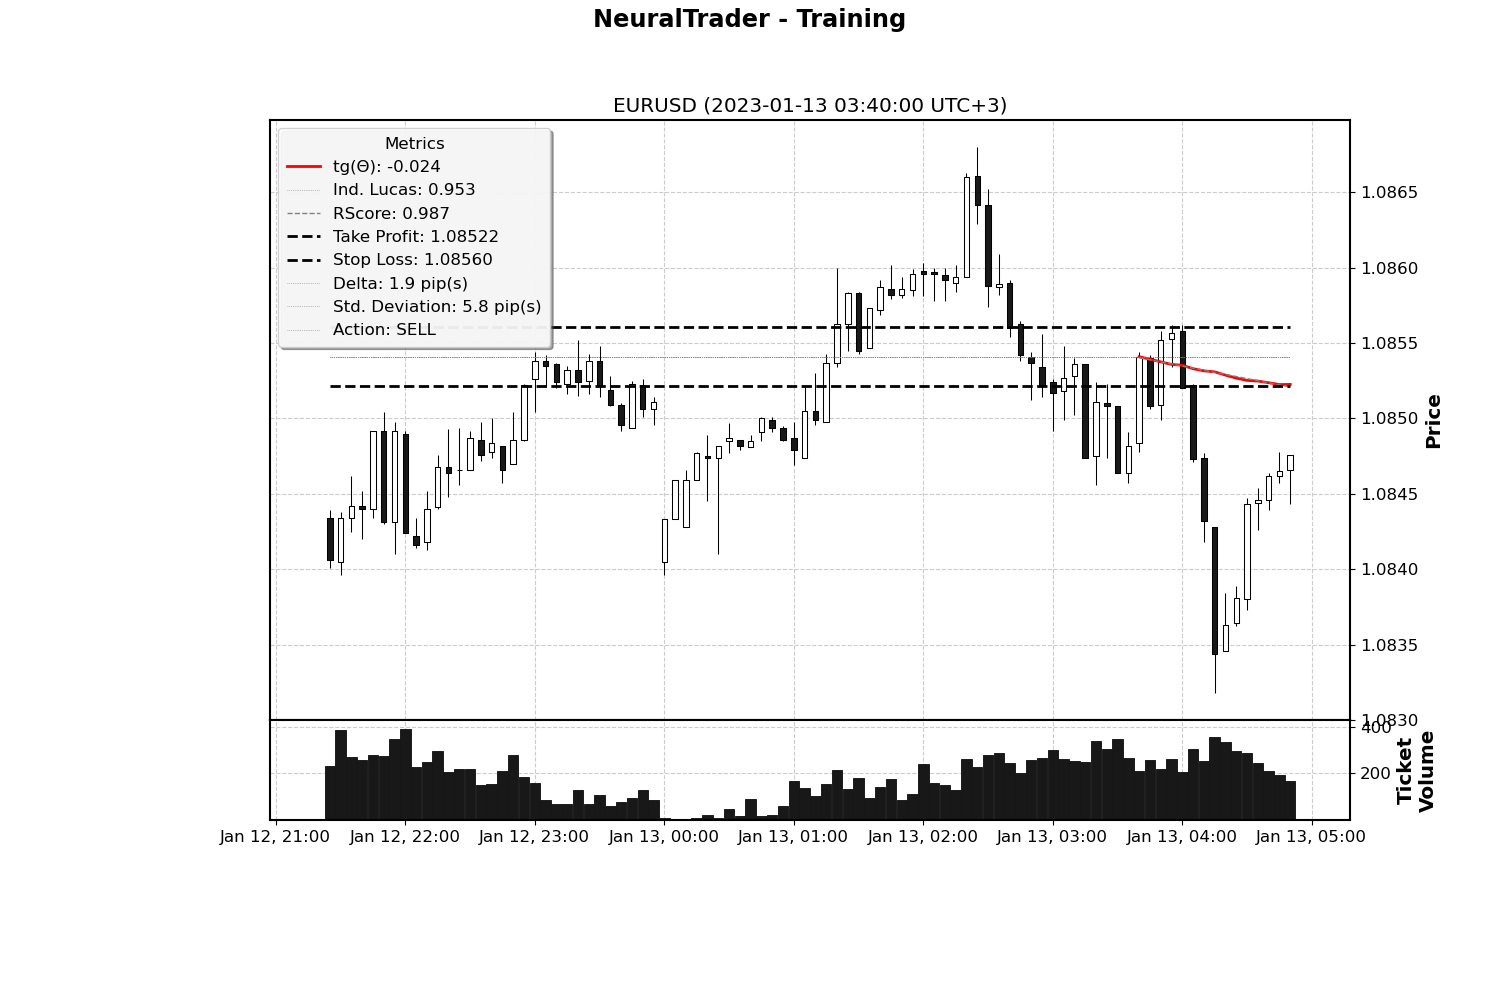 NeuralTrader - Training
EURUSD (2023-01-13 03:40:00 UTC+3)
Metrics
tg(Θ): -0.024
Ind. Lucas: 0.953
RScore: 0.987
Take Profit: 1.08522
Stop Loss: 1.08560
Delta: 1.9 pip(s)
Std. Deviation: 5.8 pip(s)
Action: SELL
1.0865
1.0860
1.0855
1.0850
1.0845
1.0840
1.0835
1.0830
Price
400
200
Ticket
Volume
Jan 12, 21:00
Jan 12, 22:00
Jan 12, 23:00
Jan 13, 00:00
Jan 13, 01:00
Jan 13, 02:00
Jan 13, 03:00
Jan 13, 04:00
Jan 13, 05:00